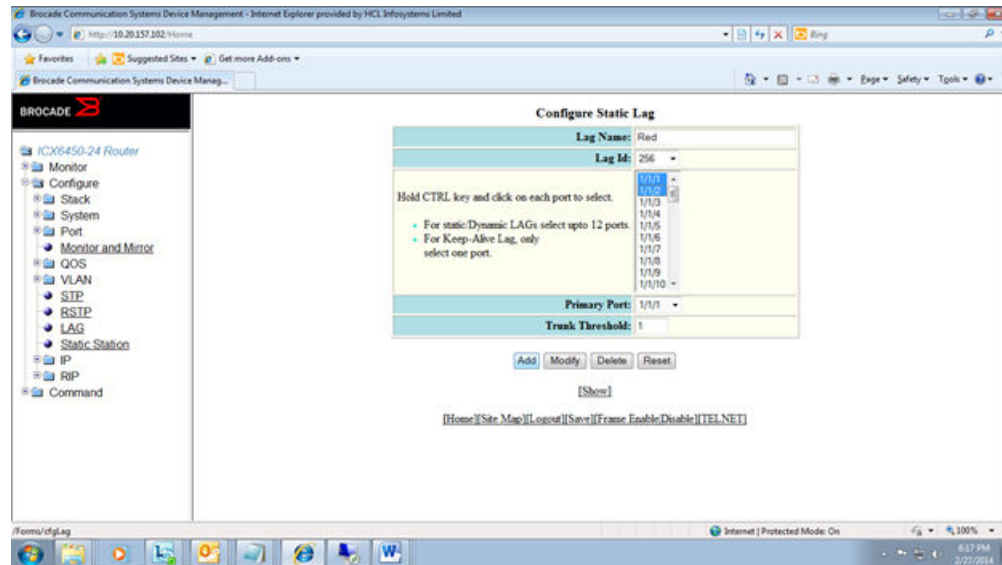 Brocade Communication Systems Device Management - Internet Explorer provided by HCL Infosystems Limited
http://10.20.157.102/Home
Bing
Favorites Suggested Sites Get more Add-ons
Brocade Communication Systems Device Manag...
Page Safety Tools
BROCADE
ICX6450-24 Router
Monitor
Configure
Stack
System
Port
Monitor and Mirror
QOS
VLAN
STP
RSTP
LAG
Static Station
IP
RIP
Command
Configure Static Lag
Lag Name: Red
Lag Id: 256
Hold CTRL key and click on each port to select.
For static/Dynamic LAGs select upto 12 ports.
For Keep-Alive Lag, only
select one port.
1/1/1
1/1/2
1/1/3
1/1/4
1/1/5
1/1/6
1/1/7
1/1/8
1/1/9
1/1/10
Primary Port: 1/1/1
Trunk Threshold: 1
Add Modify Delete Reset
[Show]
[Home][Site Map][Logout][Save][Frame Enable|Disable][TELNET]
/Forms/cfgLag
Internet | Protected Mode: On
100%
6:17 PM
2/27/2014